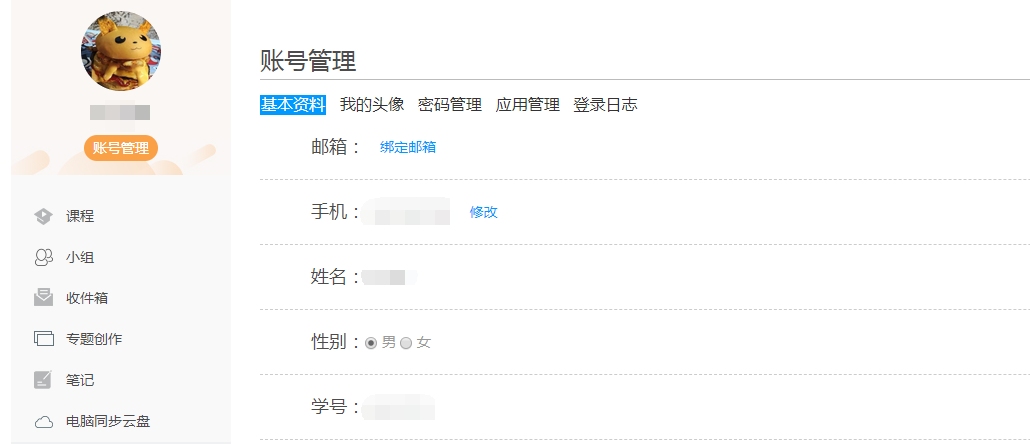 账号管理
课程
小组
收件箱
专题创作
笔记
电脑同步云盘
账号管理
基本资料 我的头像 密码管理 应用管理 登录日志
邮箱： 绑定邮箱
手机： 修改
姓名：
性别： 男 女
学号：